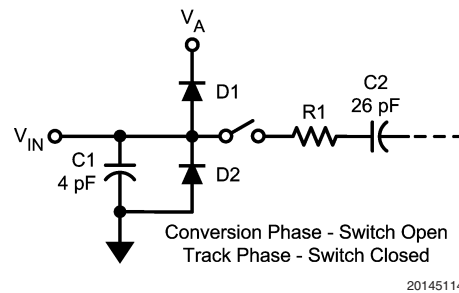 VA
D1
C2
26 pF
R1
VIN
C1
4 pF
D2
Conversion Phase - Switch Open
Track Phase - Switch Closed
20145114